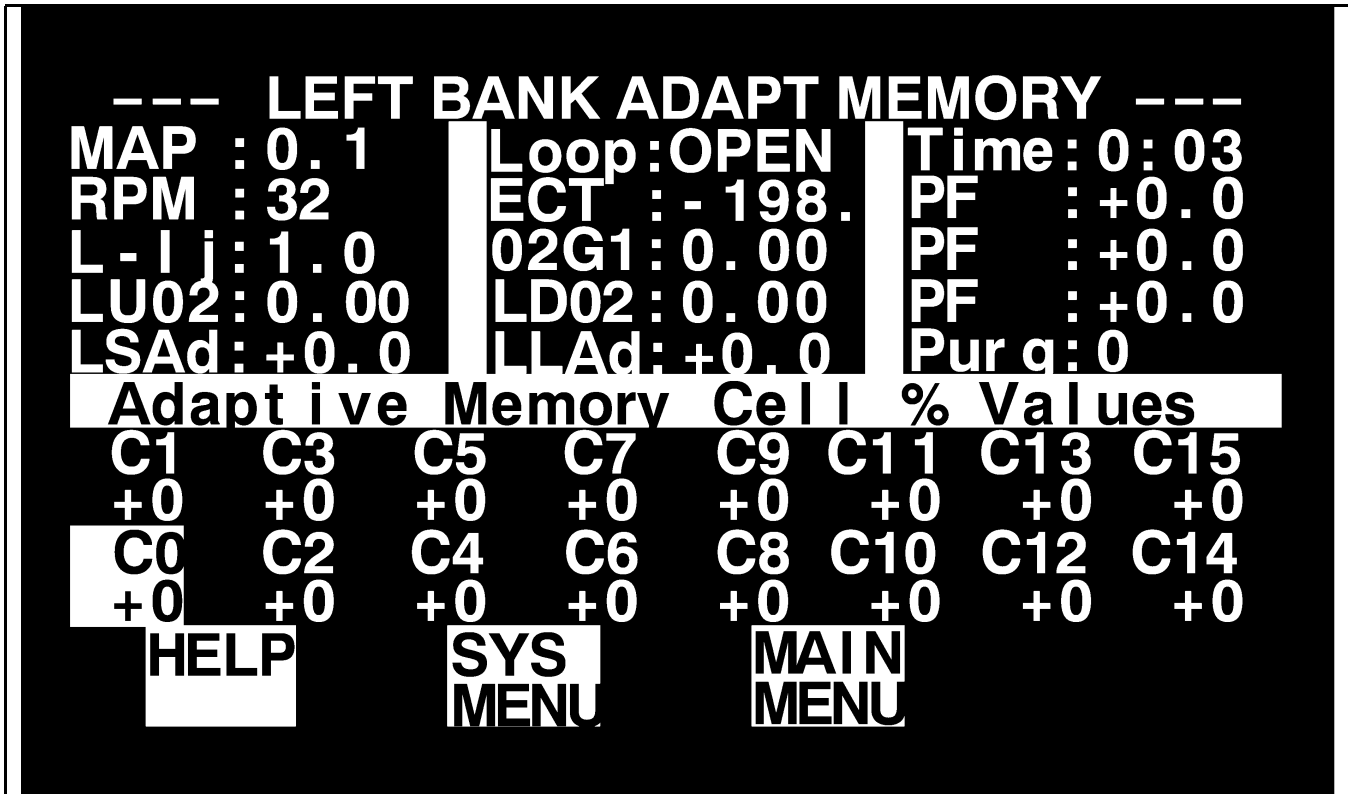 --- LEFT BANK ADAPT MEMORY ---
MAP :0.1 Loop:OPEN Time:0:03
RPM :32 ECT :-198. PF :+0.0
L-Ij:1.0 02G1:0.00 PF :+0.0
LU02:0.00 LD02:0.00 PF :+0.0
LSAd:+0.0 LLAd:+0.0 Purg:0
Adaptive Memory Cell % Values
C1 C3 C5 C7 C9 C11 C13 C15
+0 +0 +0 +0 +0 +0 +0 +0
C0 C2 C4 C6 C8 C10 C12 C14
+0 +0 +0 +0 +0 +0 +0 +0
HELP SYS MAIN
MENU MENU